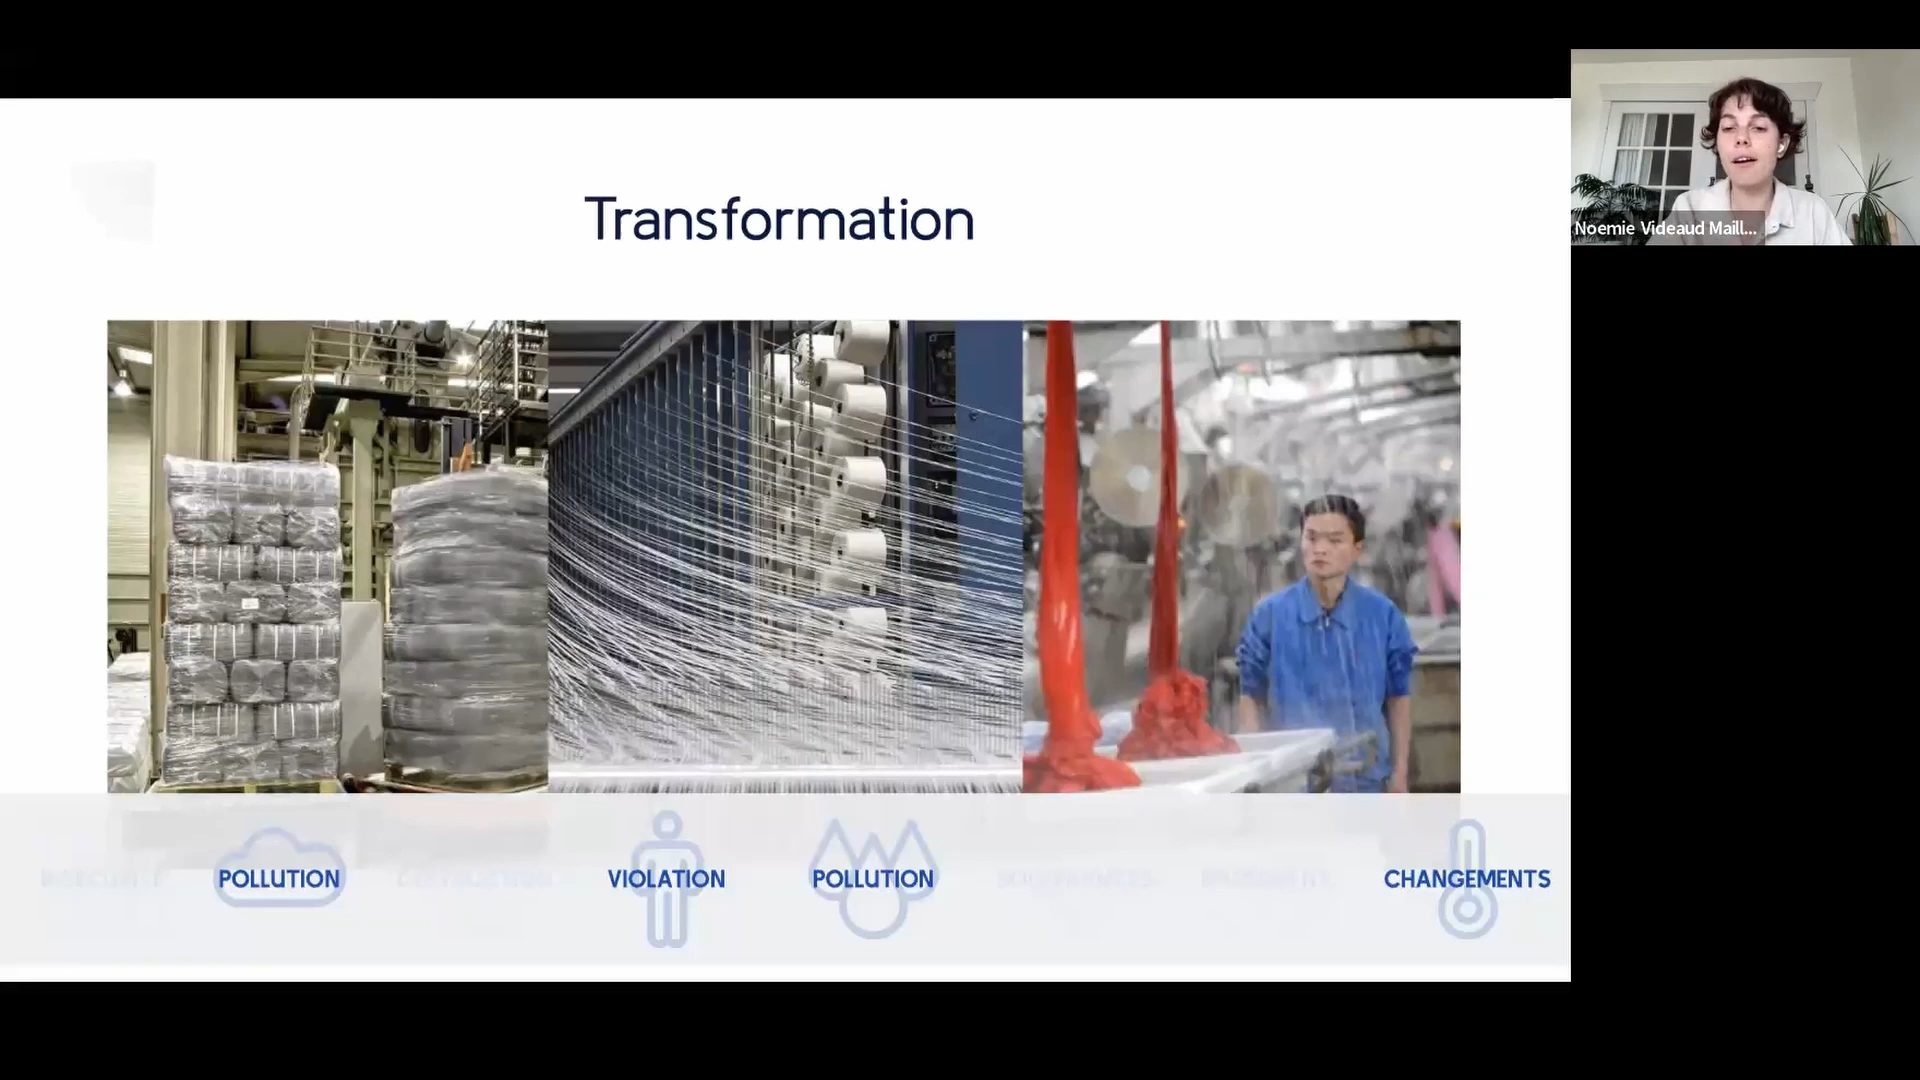 Transformation
Noemie Videaud Maill...
POLLUTION
VIOLATION
POLLUTION
CHANGEMENTS